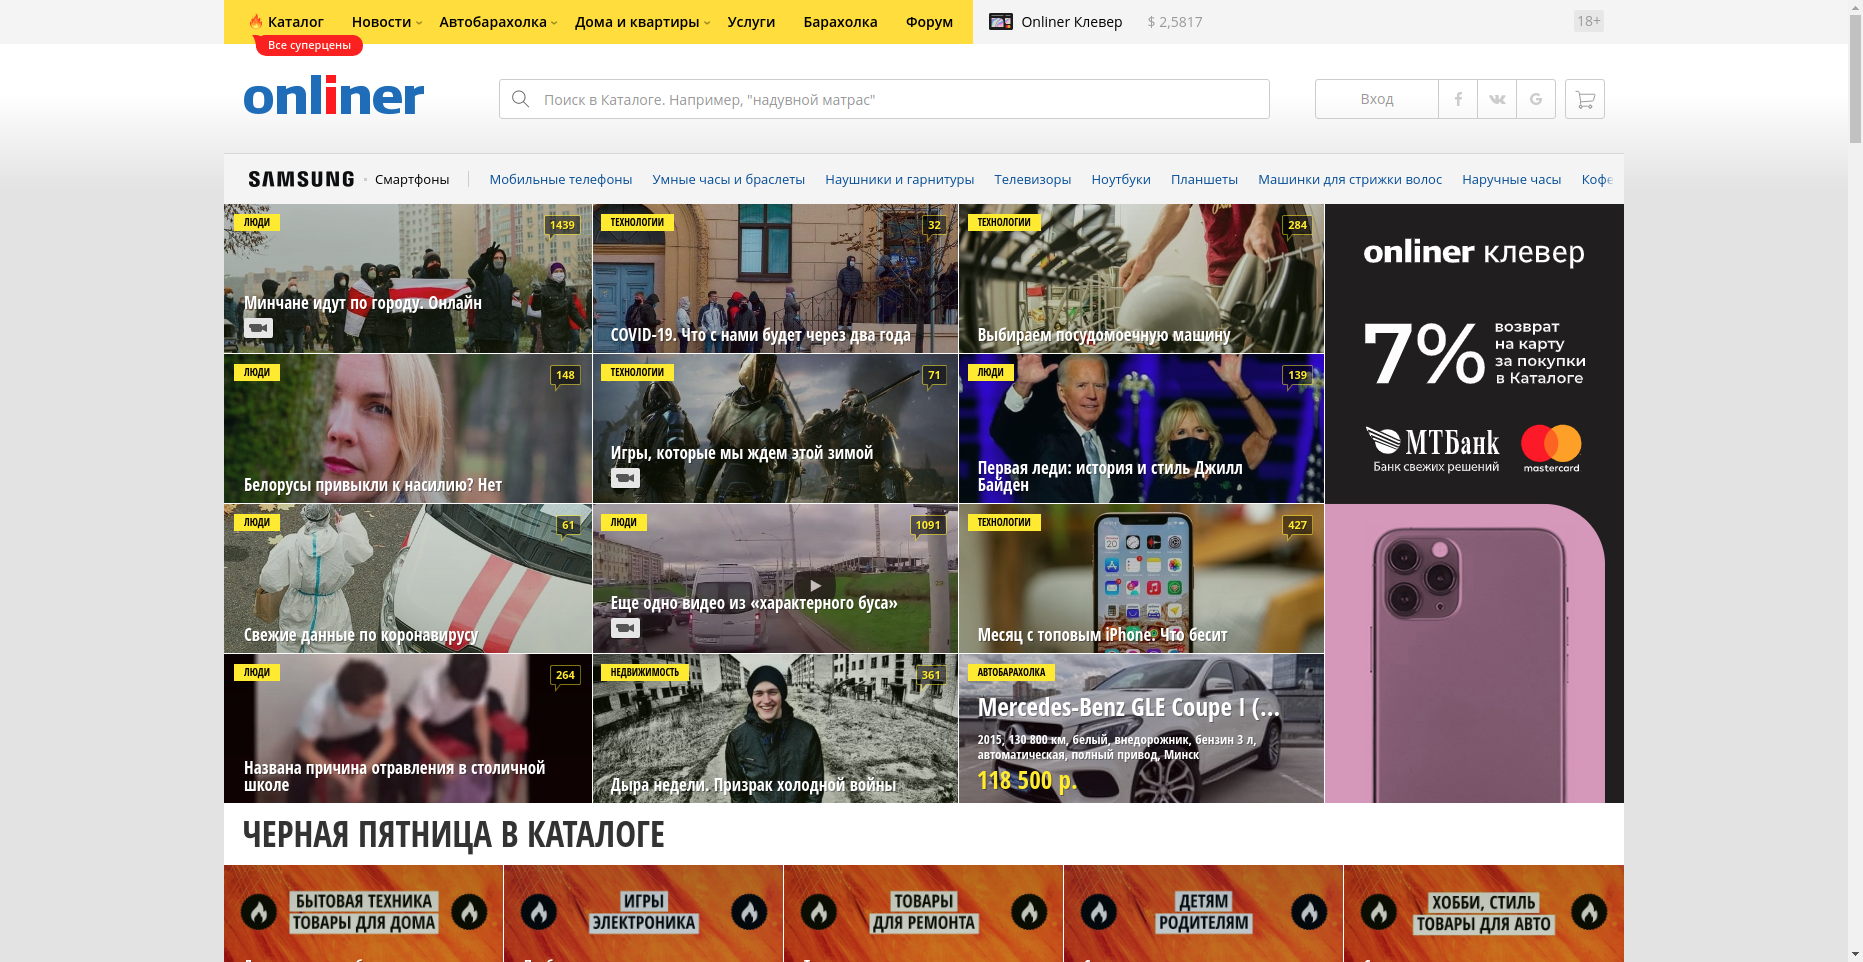 Каталог
Новости
Автобарахолка
Дома и квартиры
Услуги
Барахолка
Форум
Onliner Клевер
$ 2,5817
18+
Все суперцены
onliner
Поиск в Каталоге. Например, "надувной матрас"
Вход
SAMSUNG
Смартфоны
Мобильные телефоны
Умные часы и браслеты
Наушники и гарнитуры
Телевизоры
Ноутбуки
Планшеты
Машинки для стрижки волос
Наручные часы
Кофе
ЛЮДИ
1439
Минчане идут по городу. Онлайн
ТЕХНОЛОГИИ
32
COVID-19. Что с нами будет через два года
ТЕХНОЛОГИИ
284
Выбираем посудомоечную машину
onliner клевер
7%
возврат
на карту
за покупки
в Каталоге
МТБанк
Банк свежих решений
mastercard
ЛЮДИ
148
Белорусы привыкли к насилию? Нет
ТЕХНОЛОГИИ
71
Игры, которые мы ждем этой зимой
ЛЮДИ
139
Первая леди: история и стиль Джилл
Байден
ЛЮДИ
61
Свежие данные по коронавирусу
ЛЮДИ
1091
Еще одно видео из «характерного буса»
ТЕХНОЛОГИИ
427
Месяц с топовым iPhone. Что бесит
ЛЮДИ
264
Названа причина отравления в столичной
школе
НЕДВИЖИМОСТЬ
361
Дыра недели. Призрак холодной войны
АВТОБАРАХОЛКА
Mercedes-Benz GLE Coupe I (...
2015, 130 800 км, белый, внедорожник, бензин 3 л,
автоматическая, полный привод, Минск
118 500 р.
ЧЕРНАЯ ПЯТНИЦА В КАТАЛОГЕ
БЫТОВАЯ ТЕХНИКА
ТОВАРЫ ДЛЯ ДОМА
ИГРЫ
ЭЛЕКТРОНИКА
ТОВАРЫ
ДЛЯ РЕМОНТА
ДЕТЯМ
РОДИТЕЛЯМ
ХОББИ, СТИЛЬ
ТОВАРЫ ДЛЯ АВТО